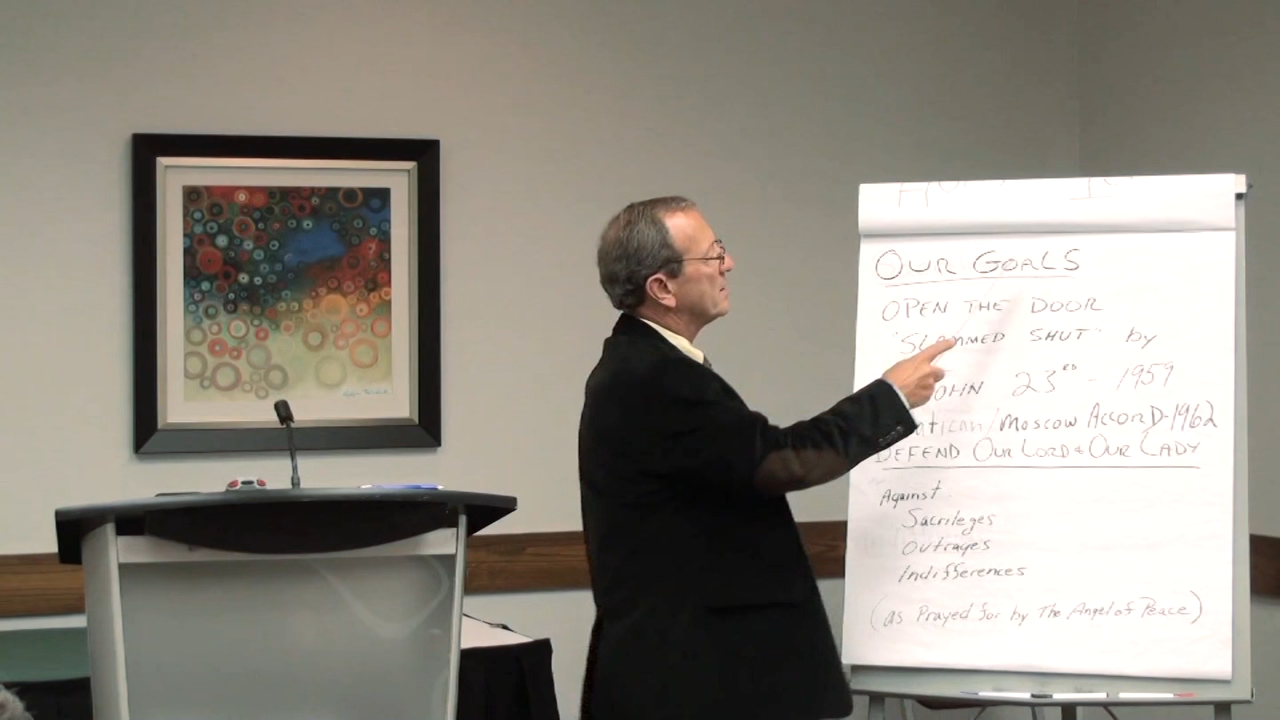 OUR GOALS
OPEN THE DOOR
"SLAMMED SHUT" by
JOHN 23RD - 1959
Vatican/Moscow Accord-1962
DEFEND OUR LORD & OUR LADY
Against
Sacrileges
Outrages
Indifferences
(as Prayed for by The Angel of Peace)